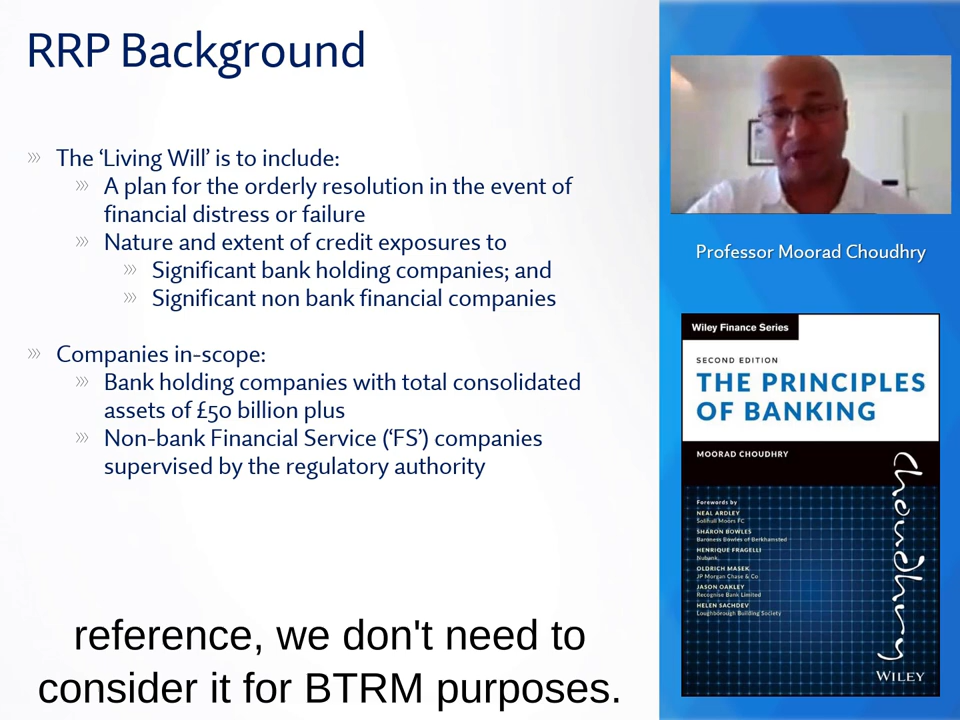 RRP Background
The ‘Living Will’ is to include:
A plan for the orderly resolution in the event of
financial distress or failure
Nature and extent of credit exposures to
Significant bank holding companies; and
Significant non bank financial companies
Companies in-scope:
Bank holding companies with total consolidated
assets of £50 billion plus
Non-bank Financial Service (‘FS’) companies
supervised by the regulatory authority
reference, we don't need to
consider it for BTRM purposes.
Professor Moorad Choudhry
Wiley Finance Series
SECOND EDITION
THE PRINCIPLES
OF BANKING
MOORAD CHOUDHRY
Choudhry
Forewords by
NEAL ARDLEY
Solihull Moors FC
SHARON BOWLES
Baroness Bowles of Berkhamsted
HENRIQUE FRAGELLI
Nubank,
OLDRICH MASEK
JP Morgan Chase & Co
JASON OAKLEY
Recognise Bank Limited
HELEN SACHDEV
Loughborough Building Society
WILEY